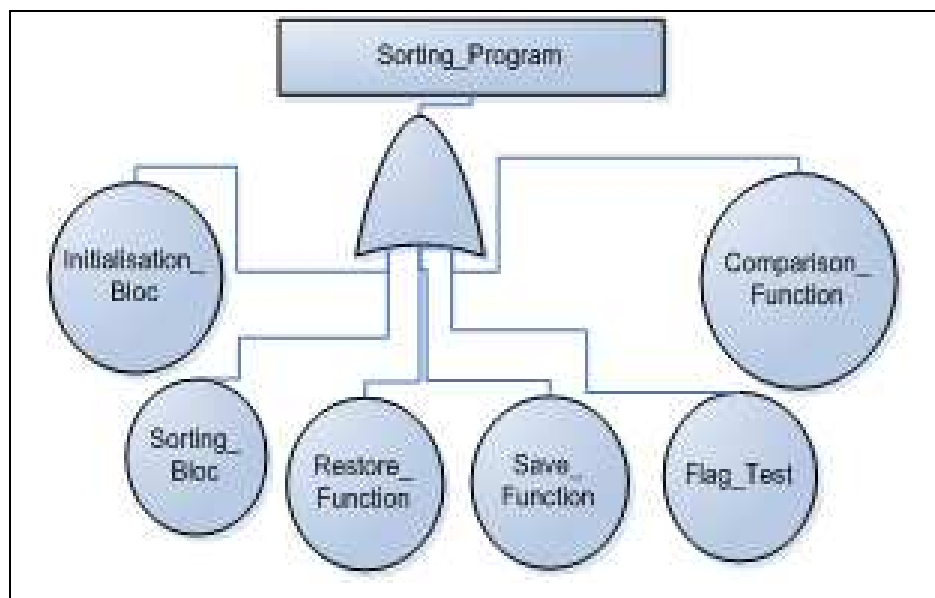 Sorting_Program
Initialisation_
Bloc
Comparison_
Function
Sorting_
Bloc
Restore_
Function
Save_
Function
Flag_Test